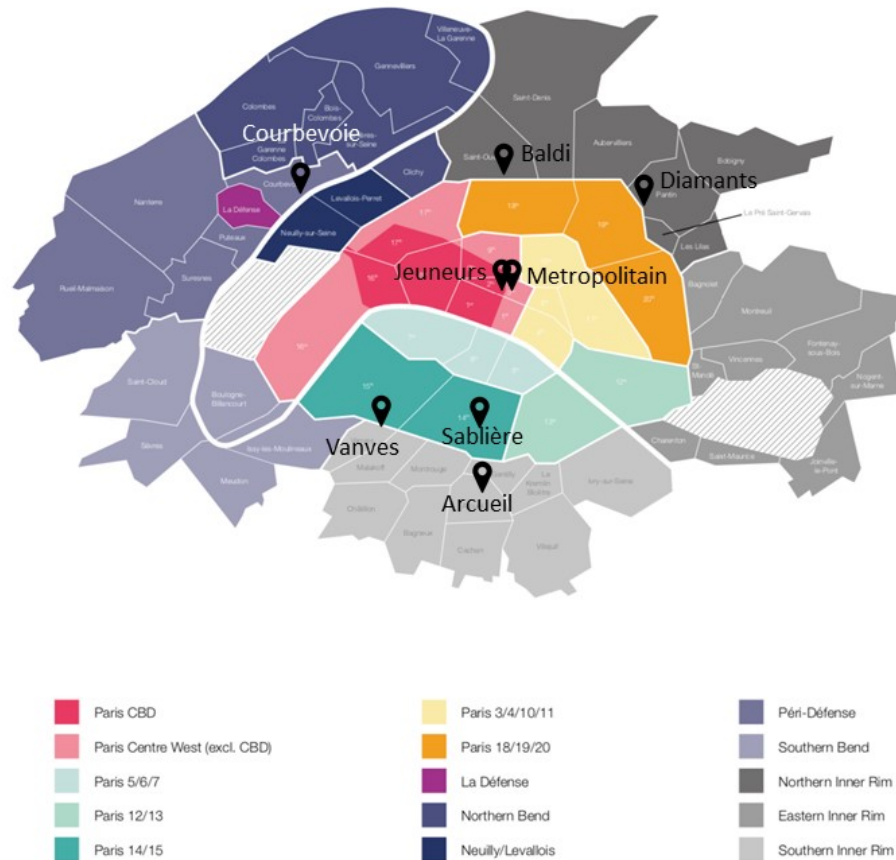 Villeneuve-
La Garenne
Gennevilliers
Colombes
Bois-
Colombes
Courbevoie
Garenne
Colombes
Saint-Denis
Baldi
Aubervilliers
Bobigny
Diamants
Pantin
Le Pré Saint-Gervais
Les Lilas
Clichy
Levallois-Perret
Neuilly-sur-Seine
Nanterre
La Défense
Puteaux
Suresnes
Rueil-Malmaison
17ᵉ
17ᵉ
18ᵉ
19ᵉ
9ᵉ
16ᵉ
Jeuneurs
Metropolitain
1ᵉʳ
20ᵉ
16ᵉ
Bagnolet
Montreuil
Vincennes
Fontenay-
sous-Bois
Nogent-
sur-Marne
Saint-Cloud
Boulogne-
Billancourt
Sèvres
Issy-les-Moulineaux
Meudon
15ᵉ
14ᵉ
13ᵉ
12ᵉ
Vanves
Sablière
Charenton
Saint-Maurice
Joinville-
le-Pont
Malakoff
Montrouge
Arcueil
Le
Kremlin
Ivry-sur-Seine
Châtillon
Bagneux
Cachan
Villejuif
Paris CBD
Paris Centre West (excl. CBD)
Paris 5/6/7
Paris 12/13
Paris 14/15
Paris 3/4/10/11
Paris 18/19/20
La Défense
Northern Bend
Neuilly/Levallois
Péri-Défense
Southern Bend
Northern Inner Rim
Eastern Inner Rim
Southern Inner Rim